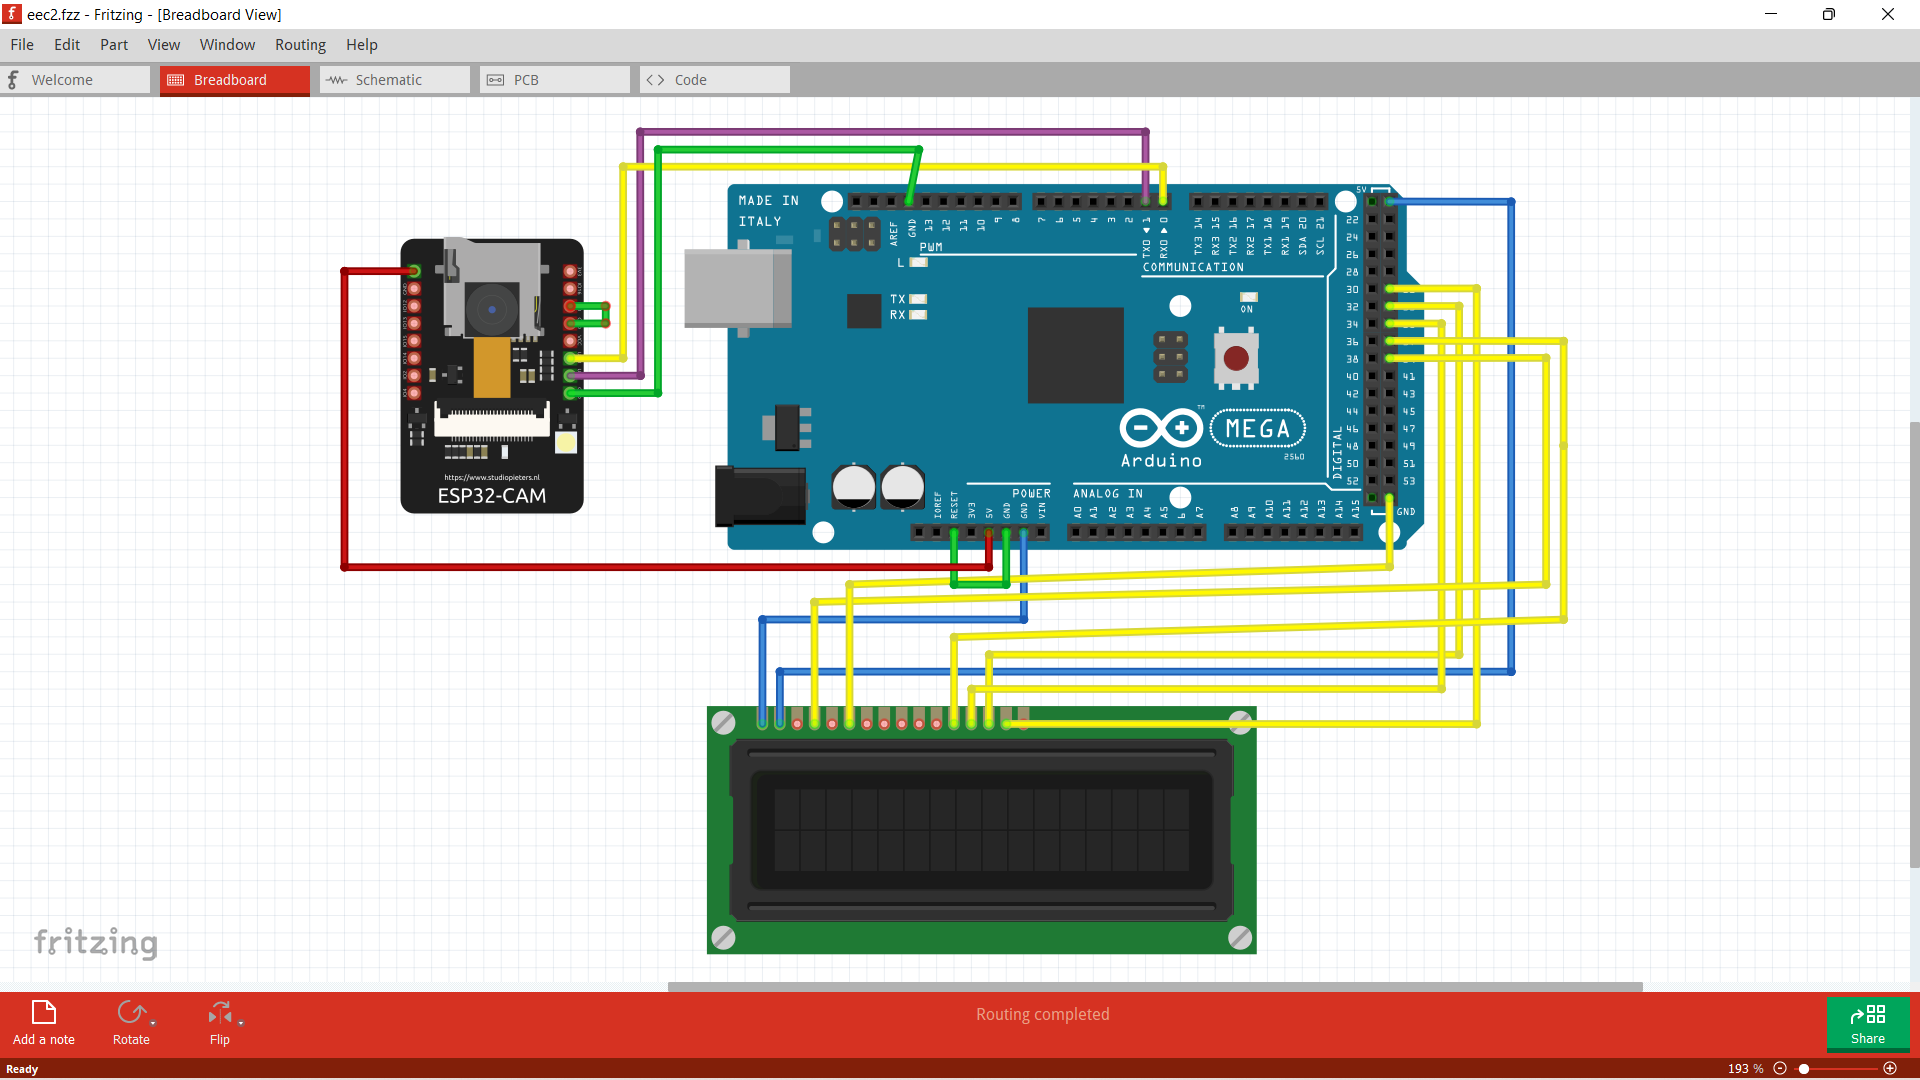 eec2.fzz - Fritzing - [Breadboard View]
File Edit Part View Window Routing Help
Welcome Breadboard Schematic PCB Code
MADE IN
ITALY
AREF GND 13 12 11 10 9 8 7 6 5 4 3 2 1 0
TX0 RX0
TX3 14 RX3 15 TX2 16 RX2 17 TX1 18 RX1 19 SDA 20 SCL 21
PWM
COMMUNICATION
L
TX
RX
ON
5V
22
24
26
28
30
32
34
36
38
40 41
42 43
44 45
46 47
48 49
50 51
52 53
GND
DIGITAL
MEGA
2560
TM
Arduino
POWER
ANALOG IN
IOREF RESET 3V3 5V GND GND VIN
A0 A1 A2 A3 A4 A5 6 A7
A8 A9 A10 A11 A12 A13 A14 A15
https://www.studiopieters.nl
ESP32-CAM
fritzing
Add a note Rotate Flip
Routing completed
Share
Ready
193 %